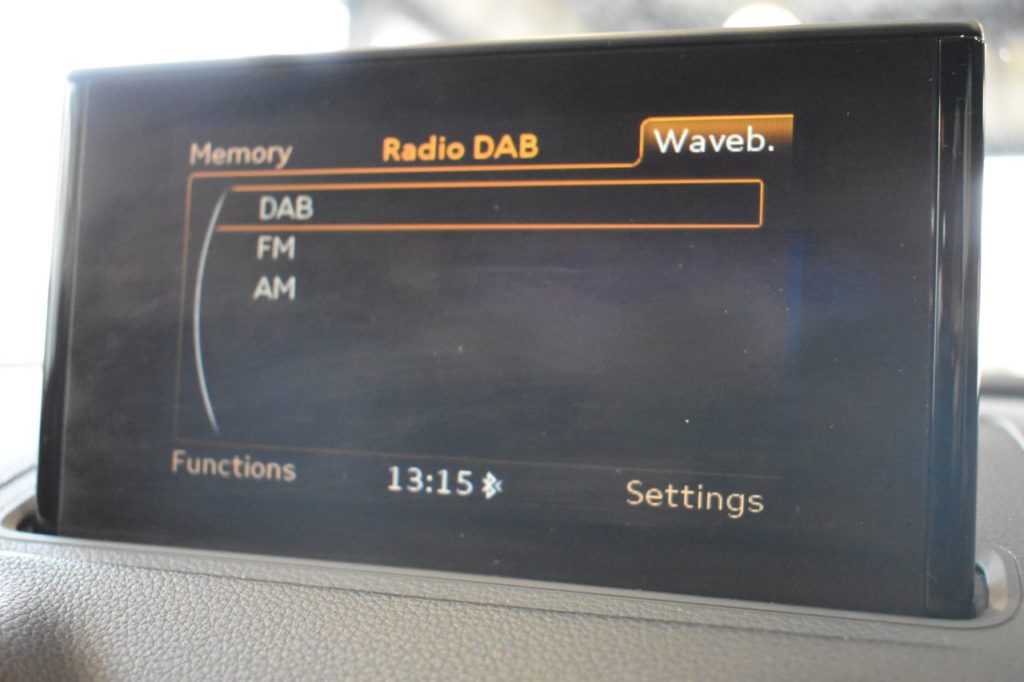 Memory Radio DAB Waveb.
DAB
FM
AM
Functions 13:15 Settings